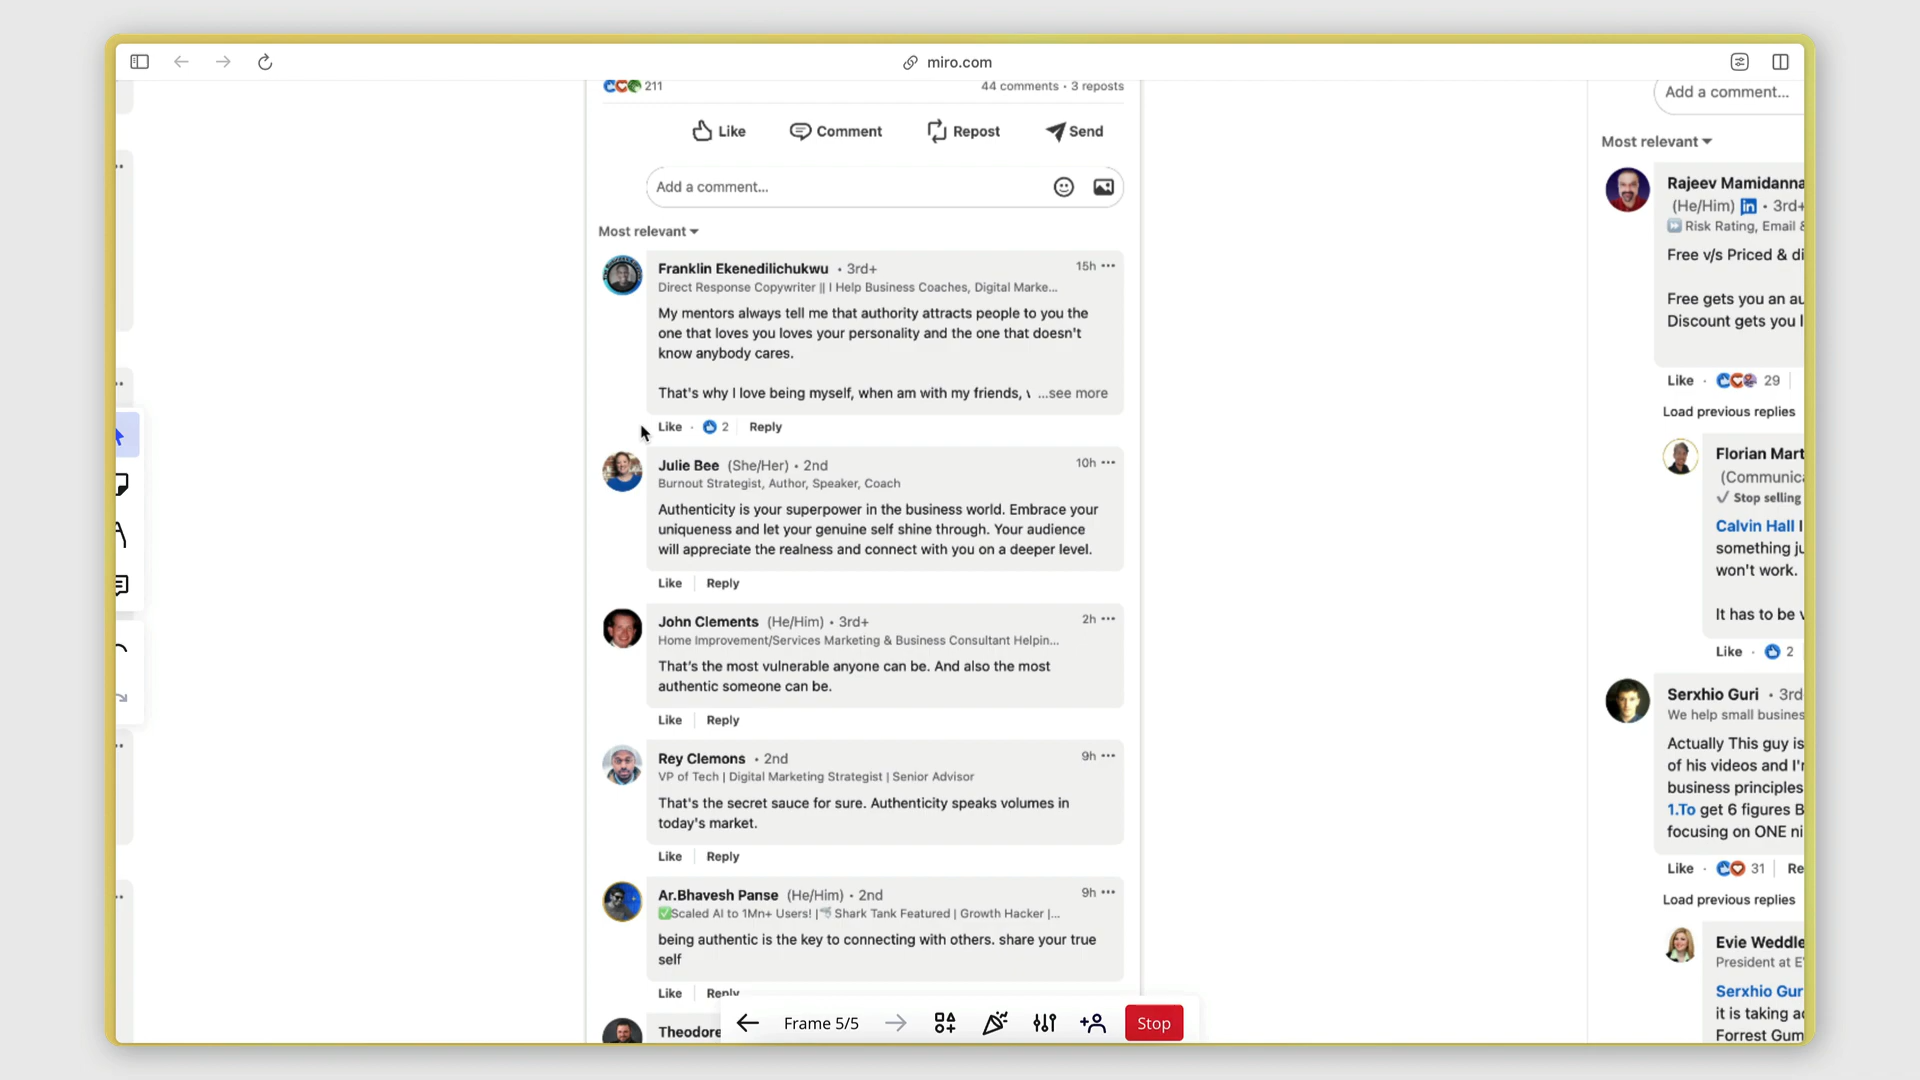 miro.com
211
44 comments • 3 reposts
Like
Comment
Repost
Send
Add a comment...
Most relevant
Franklin Ekenedilichukwu • 3rd+
15h
Direct Response Copywriter || I Help Business Coaches, Digital Marke...
My mentors always tell me that authority attracts people to you the
one that loves you loves your personality and the one that doesn't
know anybody cares.
That's why I love being myself, when am with my friends, ...see more
Like · 2 Reply
Julie Bee (She/Her) • 2nd
10h
Burnout Strategist, Author, Speaker, Coach
Authenticity is your superpower in the business world. Embrace your
uniqueness and let your genuine self shine through. Your audience
will appreciate the realness and connect with you on a deeper level.
Like Reply
John Clements (He/Him) • 3rd+
2h
Home Improvement/Services Marketing & Business Consultant Helpin...
That's the most vulnerable anyone can be. And also the most
authentic someone can be.
Like Reply
Rey Clemons • 2nd
9h
VP of Tech | Digital Marketing Strategist | Senior Advisor
That's the secret sauce for sure. Authenticity speaks volumes in
today's market.
Like Reply
Ar.Bhavesh Panse (He/Him) • 2nd
9h
✅Scaled AI to 1Mn+ Users! |🦈 Shark Tank Featured | Growth Hacker |...
being authentic is the key to connecting with others. share your true
self
Like Reply
Theodore
Add a comment...
Most relevant
Rajeev Mamidanna
(He/Him) in • 3rd+
Risk Rating, Email &
Free v/s Priced & di
Free gets you an au
Discount gets you l
Like · 29
Load previous replies
Florian Mart
(Communica
✓ Stop selling
Calvin Hall I
something ju
won't work.
It has to be v
Like · 2
Serxhio Guri • 3rd
We help small busines
Actually This guy is
of his videos and I'm
business principles
1.To get 6 figures B
focusing on ONE ni
Like · 31 Re
Load previous replies
Evie Weddle
President at E
Serxhio Gur
it is taking a
Forrest Gum
Frame 5/5
Stop